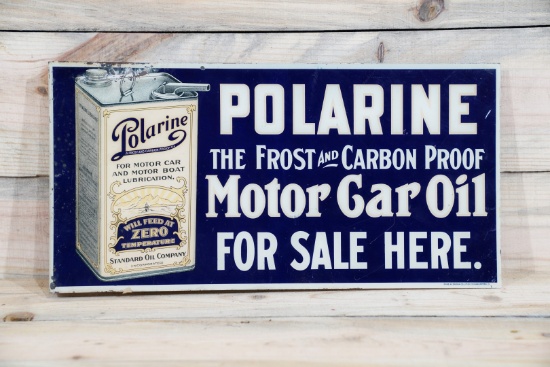 Polarine
FOR MOTOR CAR
AND MOTOR BOAT
LUBRICATION.
WILL FEED AT
ZERO
TEMPERATURE
STANDARD OIL COMPANY
POLARINE
THE FROST AND CARBON PROOF
Motor Car Oil
FOR SALE HERE.